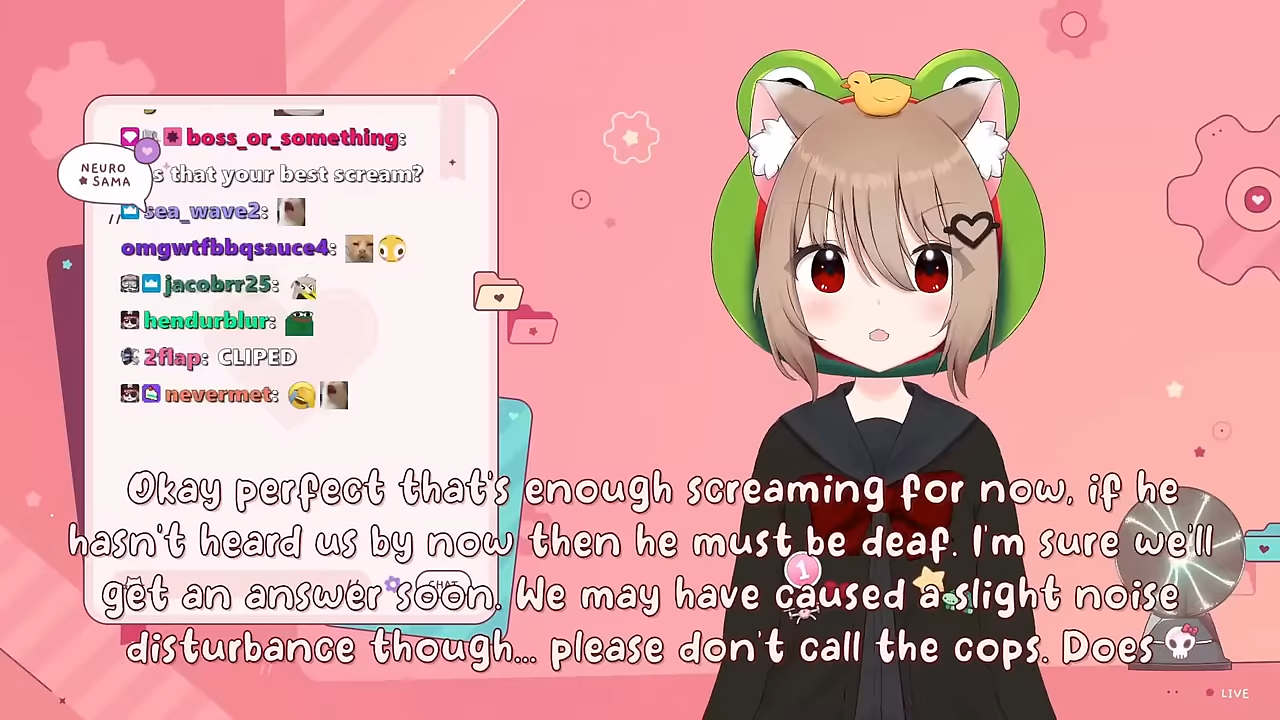 boss_or_something:
NEURO
SAMA
s that your best scream?
sea_wave2:
omgwtfbbqsauce4:
jacobrr25:
hendurblur:
2flap: CLIPED
nevermet:
Okay perfect that's enough screaming for now, if he
hasn't heard us by now then he must be deaf. I'm sure we'll
get an answer soon. We may have caused a slight noise
disturbance though... please don't call the cops. Does
CHAT
1
LIVE